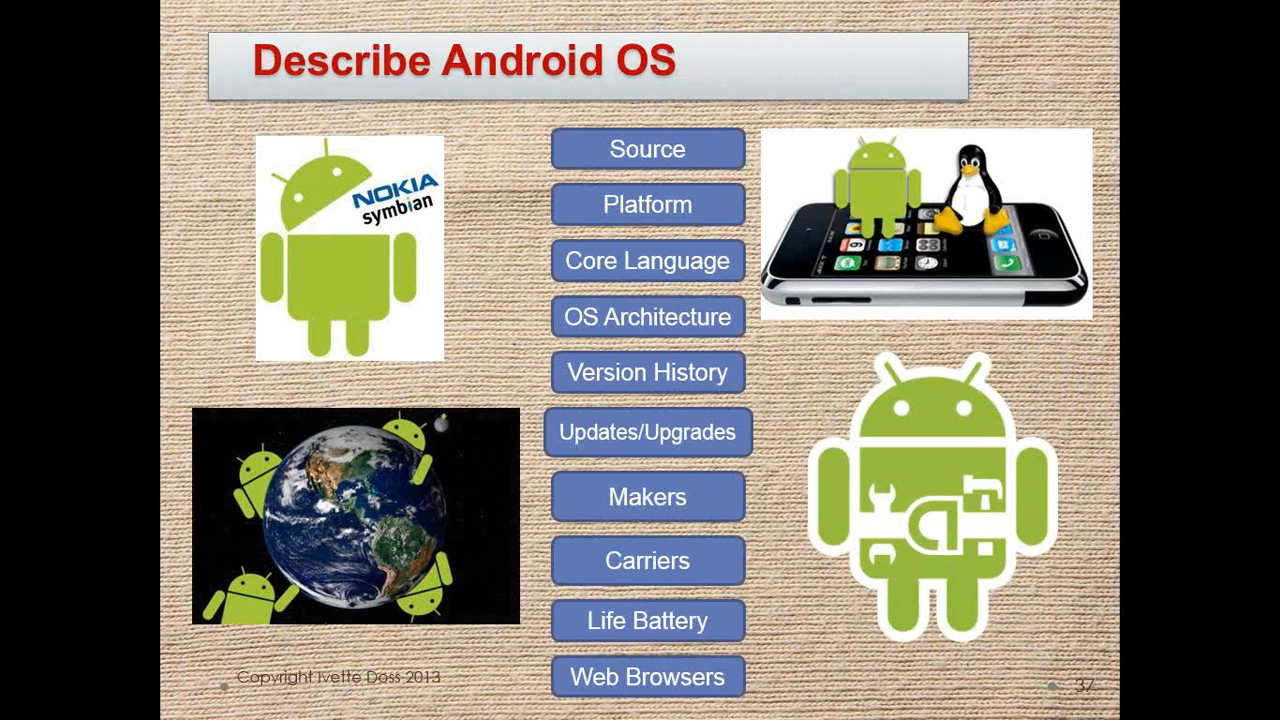 Describe Android OS
NOKIA
symbian
Source
Platform
Core Language
OS Architecture
Version History
Updates/Upgrades
Makers
Carriers
Life Battery
Web Browsers
Copyright Ivette Doss 2013
37